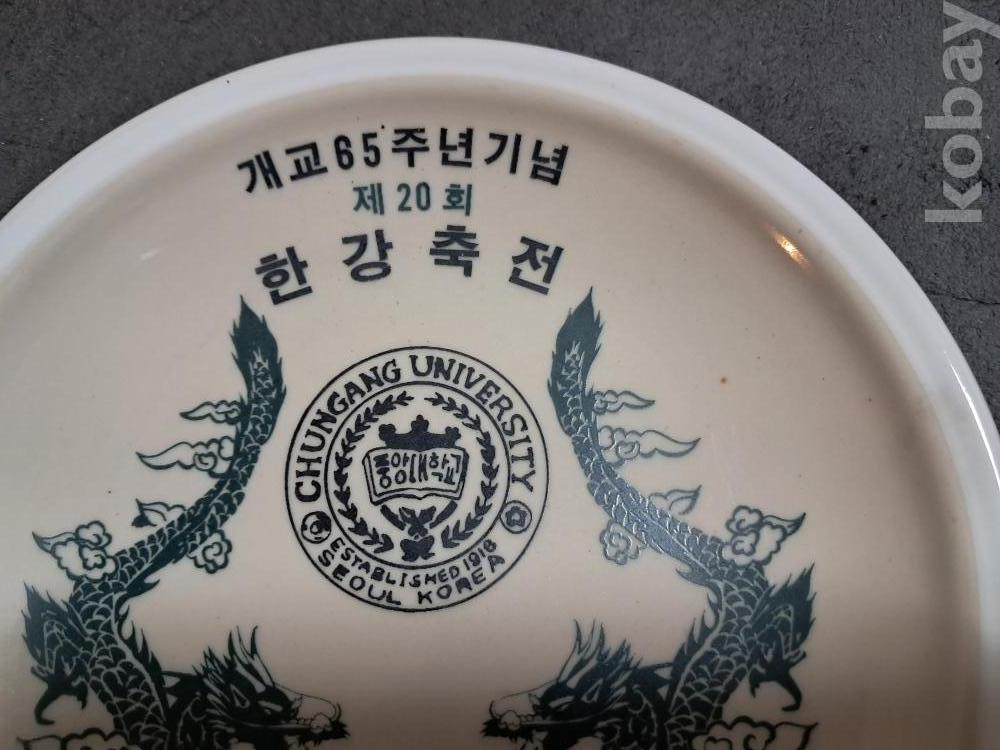 개교65주년기념
제20회
한강축전
CHUNGANG UNIVERSITY
중앙대학교
ESTABLISHED 1918
SEOUL KOREA
kobay